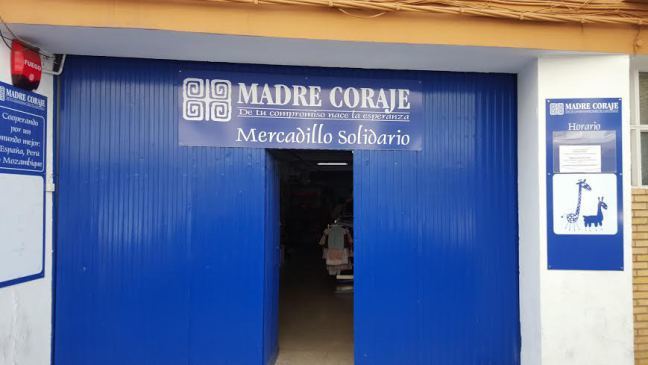 FUEGO
MADRE CORAJE
Cooperando
por un
mundo mejor:
España, Perú
Mozambique
MADRE CORAJE
De tu compromiso nace la esperanza
Mercadillo Solidario
MADRE CORAJE
Horario